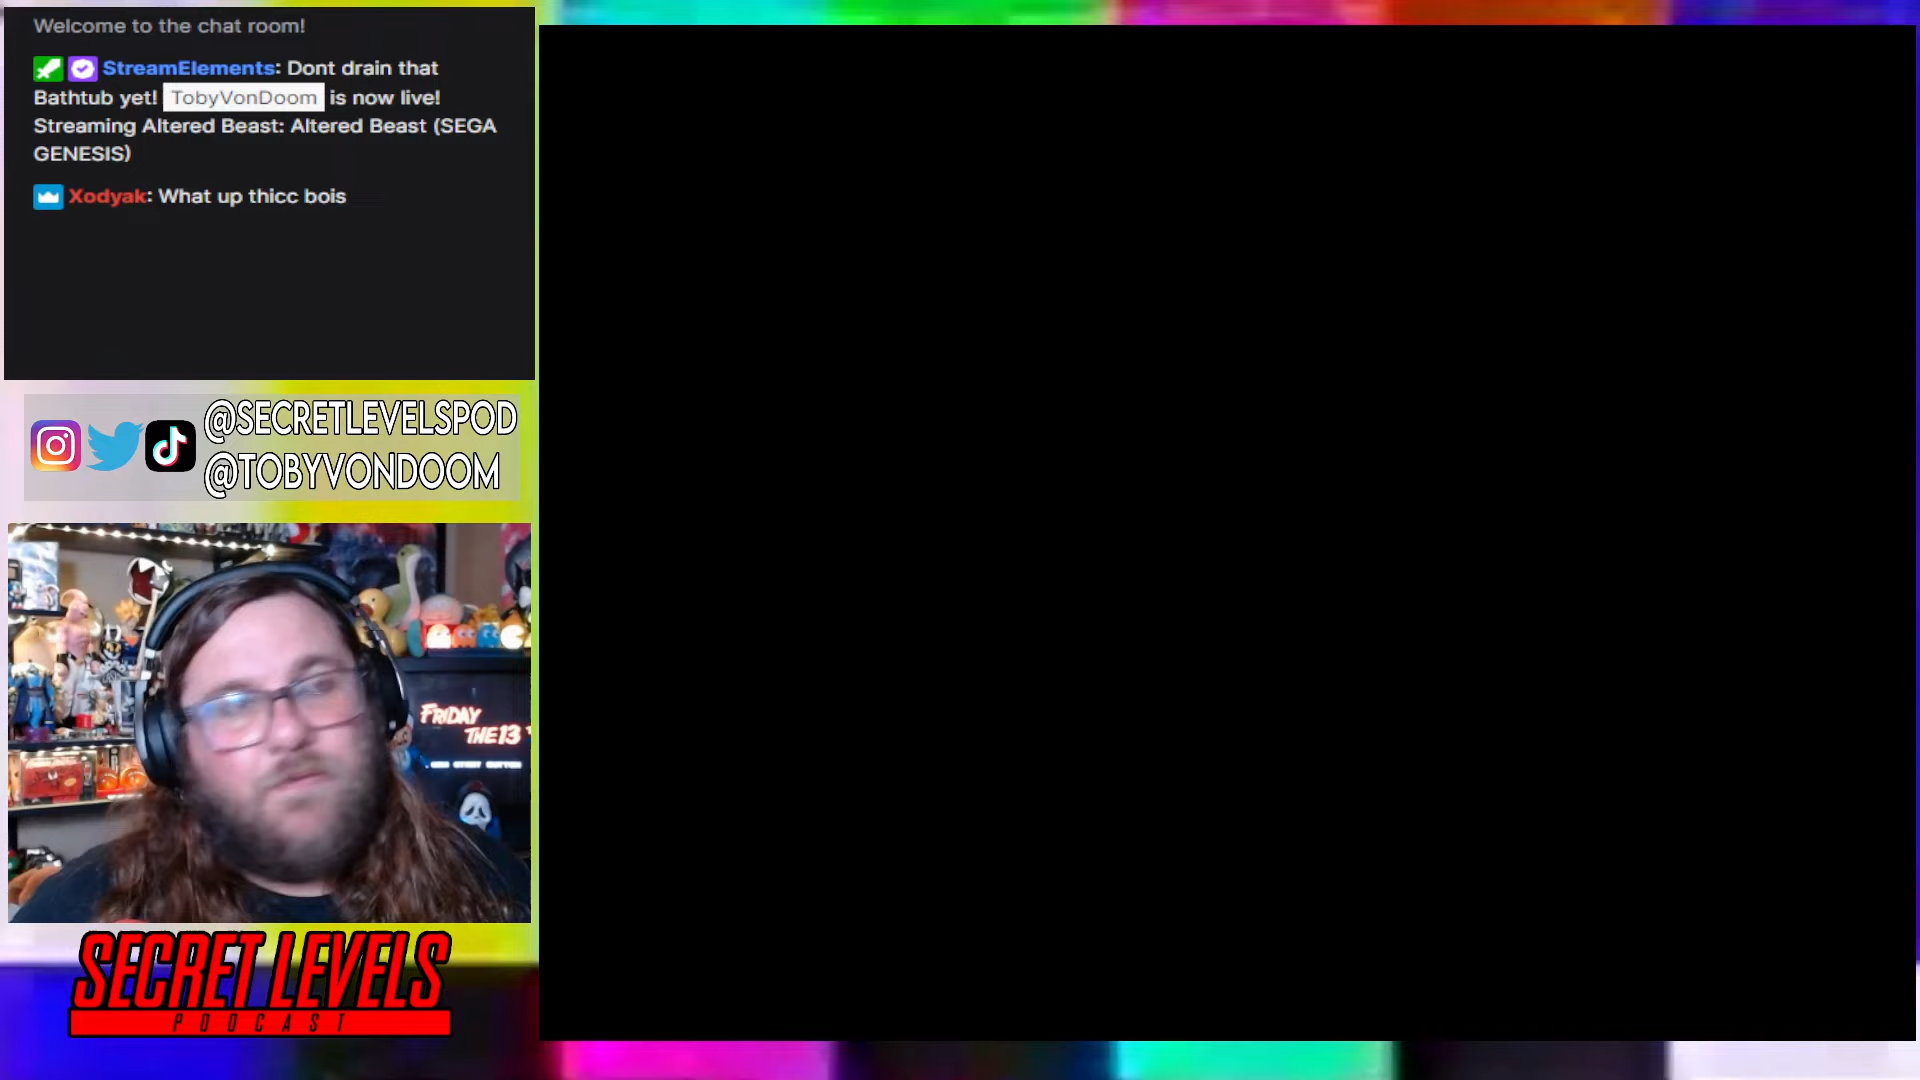 Welcome to the chat room!
StreamElements: Dont drain that
Bathtub yet! TobyVonDoom is now live!
Streaming Altered Beast: Altered Beast (SEGA
GENESIS)
Xodyak: What up thicc bois
@SECRETLEVELSPOD
@TOBYVONDOOM
FRIDAY
THE 13
SECRET LEVELS
PODCAST